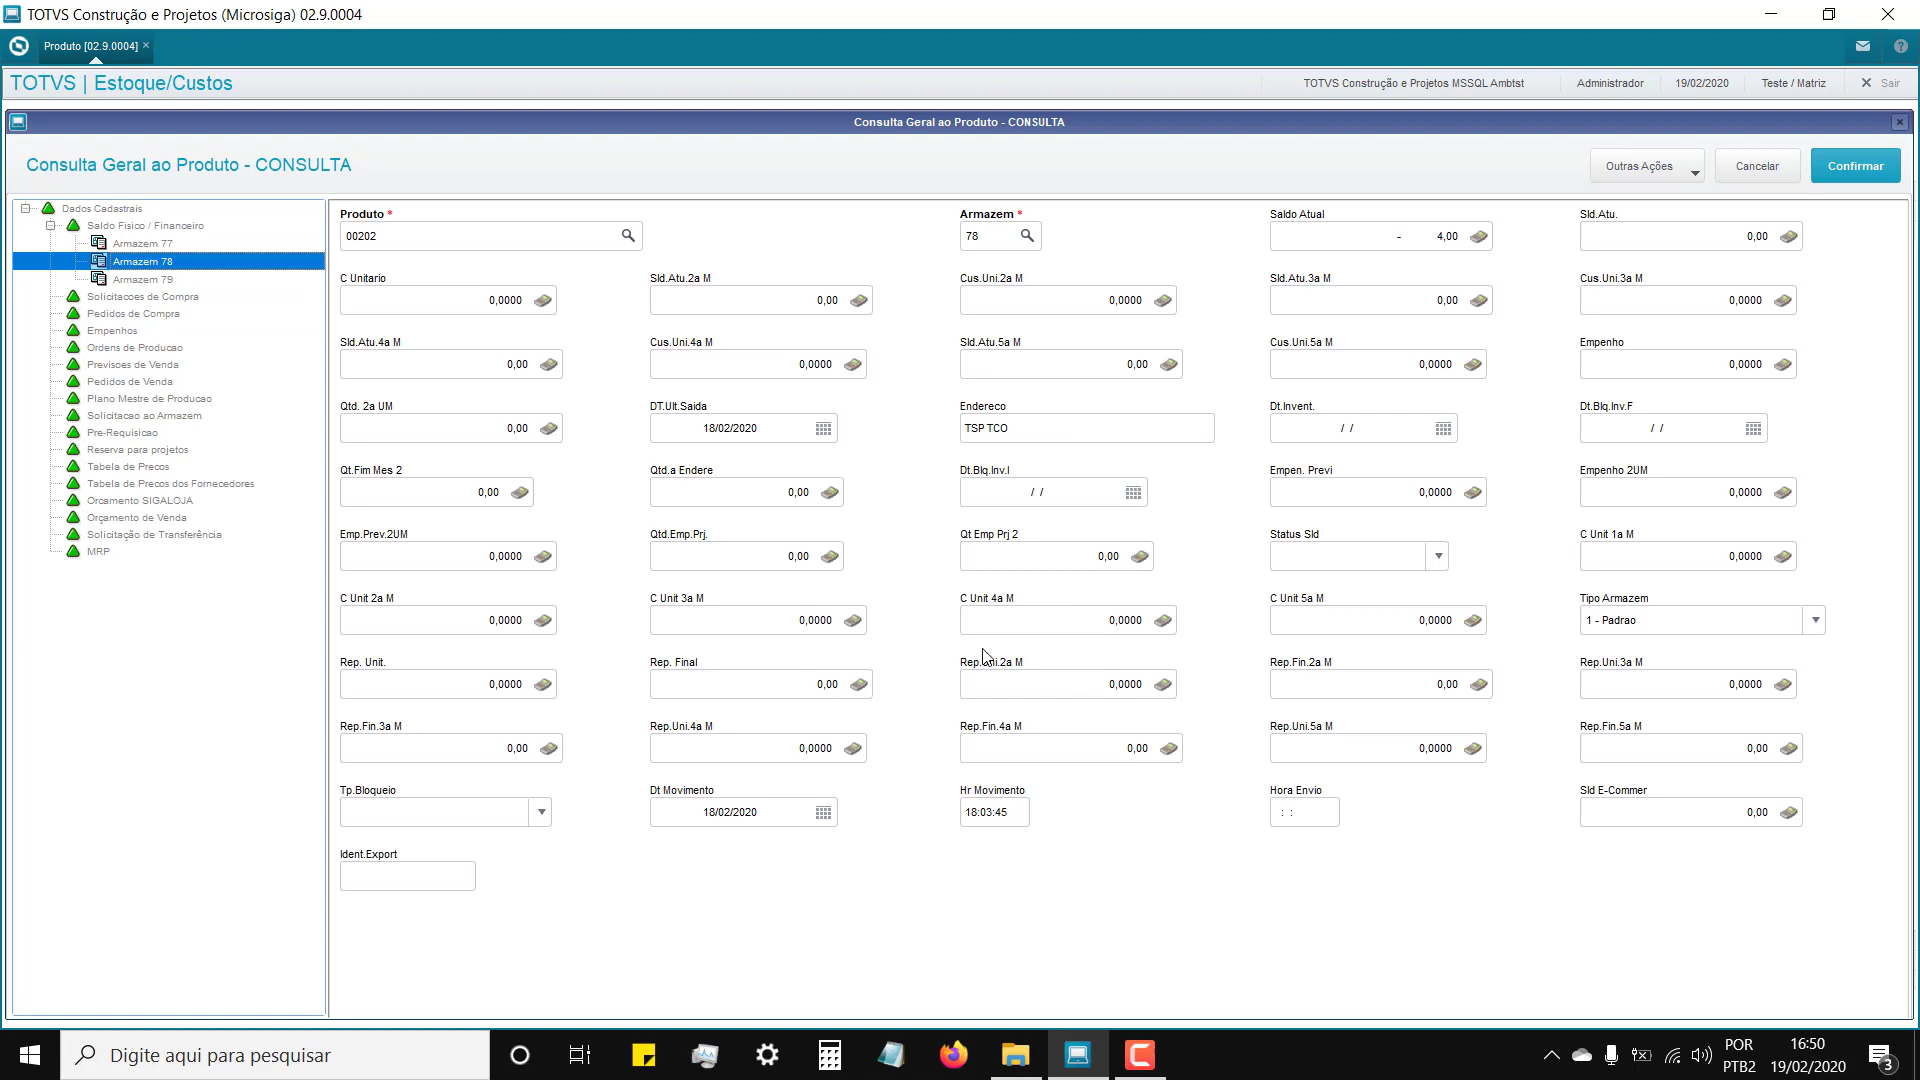 TOTVS Construção e Projetos (Microsiga) 02.9.0004
Produto [02.9.0004] ×
TOTVS | Estoque/Custos
TOTVS Construção e Projetos MSSQL Ambtst
Administrador
19/02/2020
Teste / Matriz
Sair
Consulta Geral ao Produto - CONSULTA
Consulta Geral ao Produto - CONSULTA
Outras Ações
Cancelar
Confirmar
Dados Cadastrais
Saldo Fisico / Financeiro
Armazem 77
Armazem 78
Armazem 79
Solicitacoes de Compra
Pedidos de Compra
Empenhos
Ordens de Producao
Previsoes de Venda
Pedidos de Venda
Plano Mestre de Producao
Solicitacao ao Armazem
Pre-Requisicao
Reserva para projetos
Tabela de Precos
Tabela de Precos dos Fornecedores
Orcamento SIGALOJA
Orçamento de Venda
Solicitação de Transferência
MRP
Produto * Armazem * Saldo Atual Sld.Atu.
00202 78 - 4,00 0,00
C Unitario Sld.Atu.2a M Cus.Uni.2a M Sld.Atu.3a M Cus.Uni.3a M
0,0000 0,00 0,0000 0,00 0,0000
Sld.Atu.4a M Cus.Uni.4a M Sld.Atu.5a M Cus.Uni.5a M Empenho
0,00 0,0000 0,00 0,0000 0,0000
Qtd. 2a UM DT.Ult.Saida Endereco Dt.Invent. Dt.Blq.Inv.F
0,00 18/02/2020 TSP TCO / / / /
Qt.Fim Mes 2 Qtd.a Endere Dt.Blq.Inv.I Empen. Previ Empenho 2UM
0,00 0,00 / / 0,0000 0,0000
Emp.Prev.2UM Qtd.Emp.Prj. Qt Emp Prj 2 Status Sld C Unit 1a M
0,0000 0,00 0,00 0,0000
C Unit 2a M C Unit 3a M C Unit 4a M C Unit 5a M Tipo Armazem
0,0000 0,0000 0,0000 0,0000 1 - Padrao
Rep. Unit. Rep. Final Rep.Uni.2a M Rep.Fin.2a M Rep.Uni.3a M
0,0000 0,00 0,0000 0,00 0,0000
Rep.Fin.3a M Rep.Uni.4a M Rep.Fin.4a M Rep.Uni.5a M Rep.Fin.5a M
0,00 0,0000 0,00 0,0000 0,00
Tp.Bloqueio Dt Movimento Hr Movimento Hora Envio Sld E-Commer
18/02/2020 18:03:45 : : 0,00
Ident.Export
Digite aqui para pesquisar
POR
PTB2
16:50
19/02/2020
3